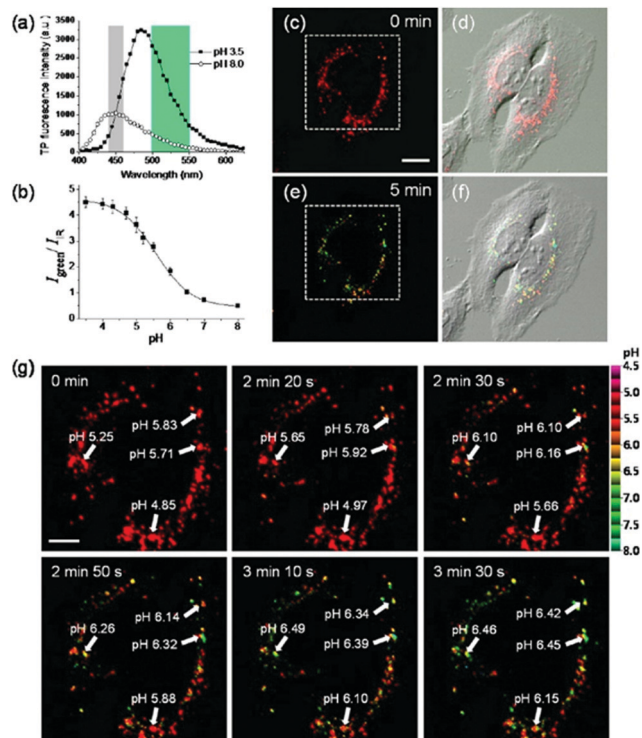 (a)
3500
3000
2500
2000
1500
1000
500
0
TP fluorescence intensity (a.u.)
pH 3.5
pH 8.0
400 450 500 550 600
Wavelength (nm)
(b)
5
4
3
2
1
0
Igreen / IIR
4 5 6 7 8
pH
(c) 0 min
(d)
(e) 5 min
(f)
(g)
0 min
pH 5.83
pH 5.25
pH 5.71
pH 4.85
2 min 20 s
pH 5.78
pH 5.65
pH 5.92
pH 4.97
2 min 30 s
pH 6.10
pH 6.10
pH 6.16
pH 5.66
pH
4.5
5.0
5.5
6.0
6.5
7.0
7.5
8.0
2 min 50 s
pH 6.14
pH 6.26
pH 6.32
pH 5.88
3 min 10 s
pH 6.34
pH 6.49
pH 6.39
pH 6.10
3 min 30 s
pH 6.42
pH 6.46
pH 6.45
pH 6.15